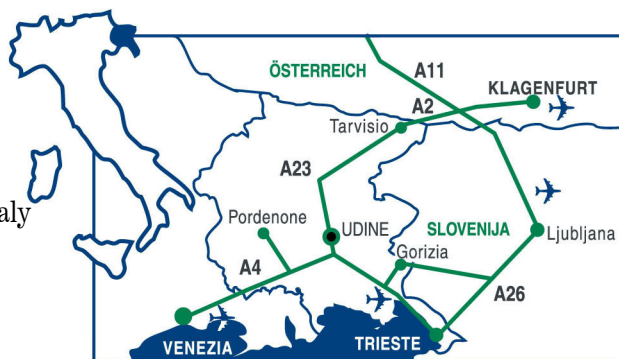 ÖSTERREICH
A11
KLAGENFURT
A2
Tarvisio
A23
aly
Pordenone
UDINE
SLOVENIJA
Ljubljana
Gorizia
A4
A26
VENEZIA
TRIESTE